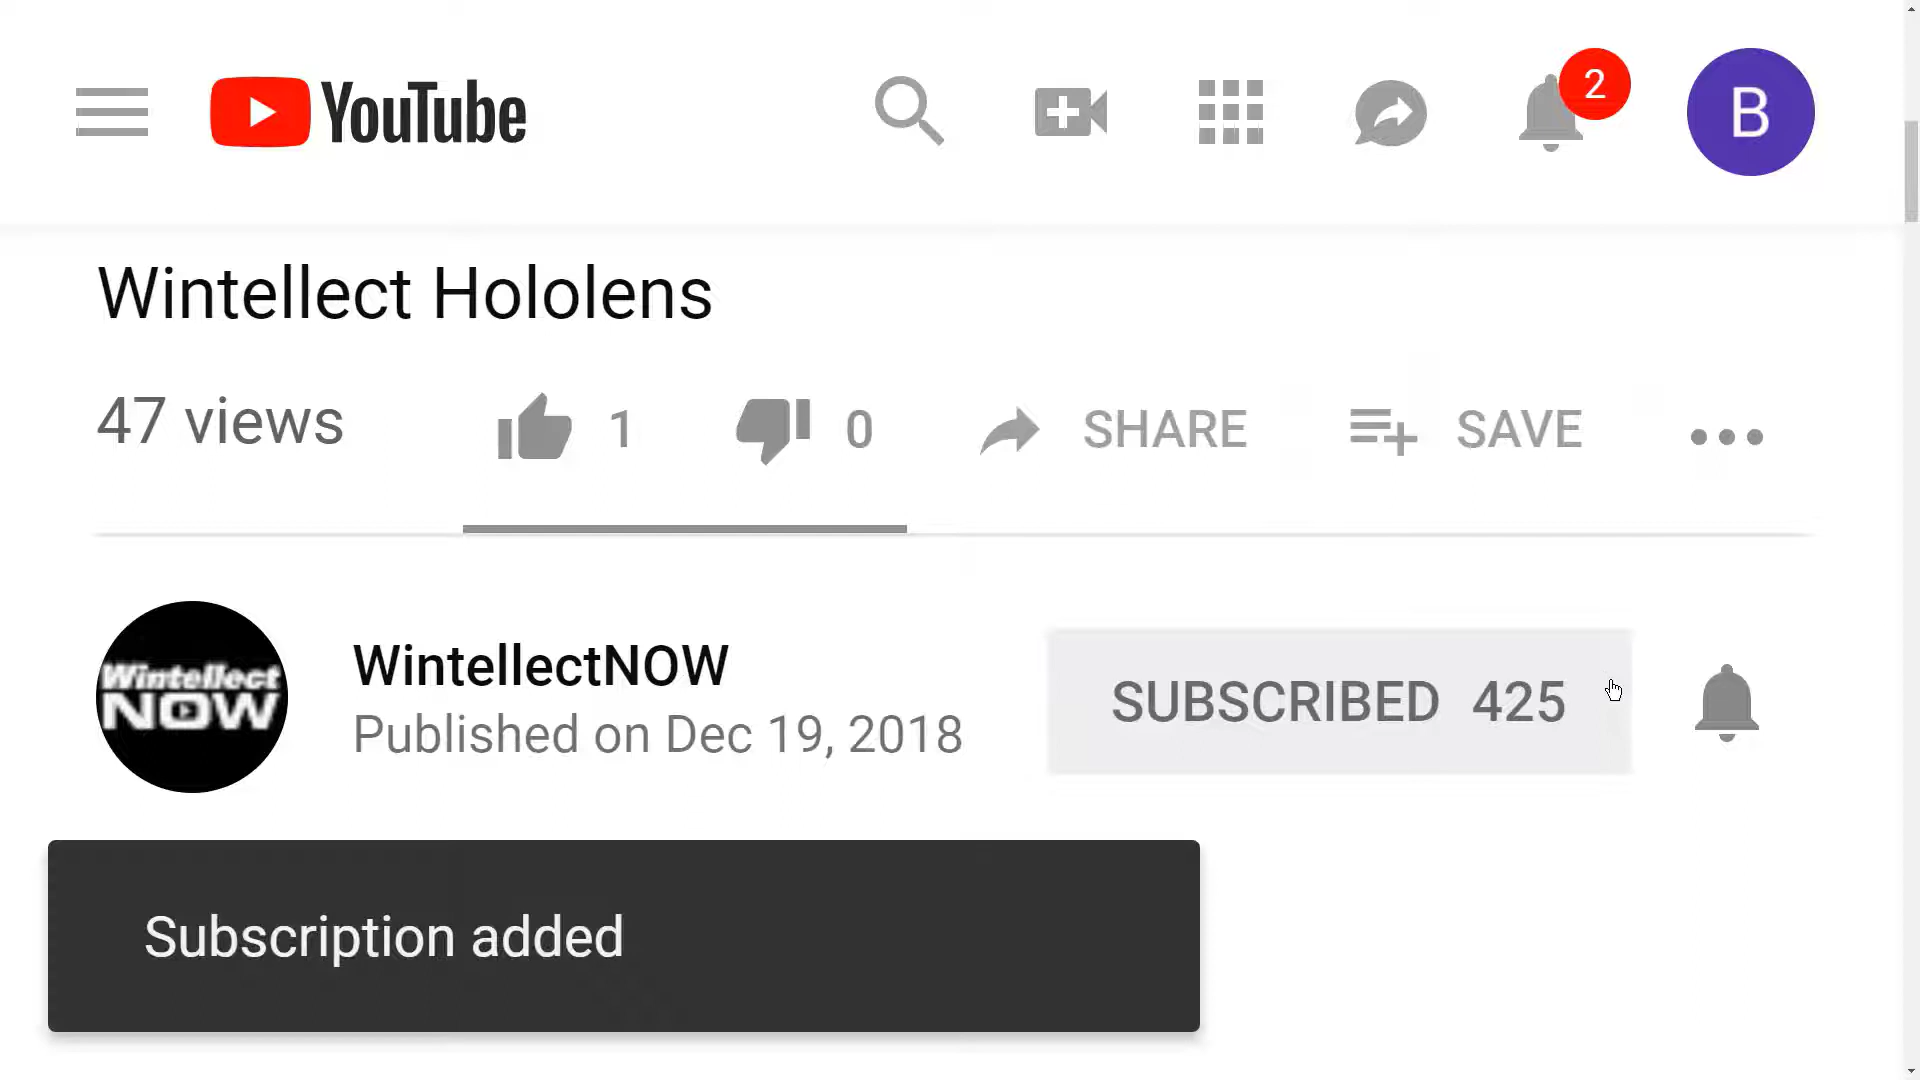 YouTube
2
B
Wintellect Hololens
47 views 1 0 SHARE SAVE
Wintellect
NOW
WintellectNOW
Published on Dec 19, 2018
SUBSCRIBED 425
Subscription added